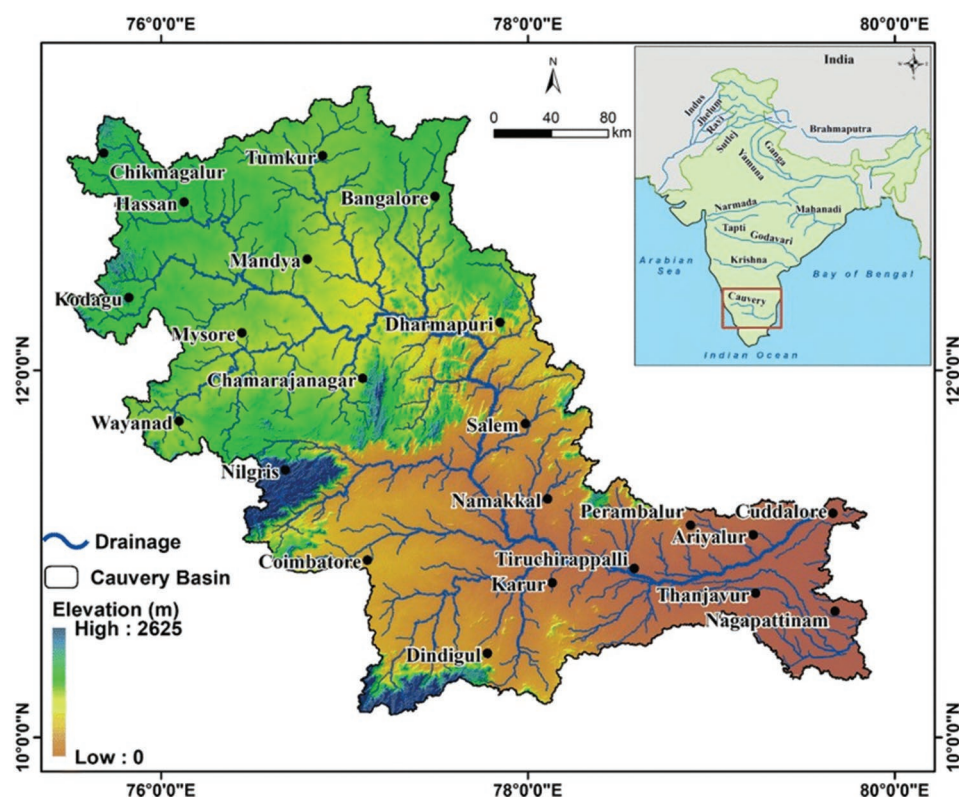 76°0'0"E
78°0'0"E
80°0'0"E
N
0 40 80
km
India
Indus
Jhelum
Ravi
Sutlej
Brahmaputra
Ganga
Yamuna
Narmada
Mahanadi
Tapti
Godavari
Krishna
Arabian
Sea
Bay of Bengal
Cauvery
Indian Ocean
Tumkur
Chikmagalur
Hassan
Bangalore
Mandya
Kodagu
Mysore
Dharmapuri
12°0'0"N
12°0'0"N
Chamarajanagar
Wayanad
Salem
Nilgris
Namakkal
Perambalur
Cuddalore
Ariyalur
Drainage
Coimbatore
Tiruchirappalli
Cauvery Basin
Karur
Thanjavur
Elevation (m)
High : 2625
Nagapattinam
Dindigul
Low : 0
10°0'0"N
10°0'0"N
76°0'0"E
78°0'0"E
80°0'0"E